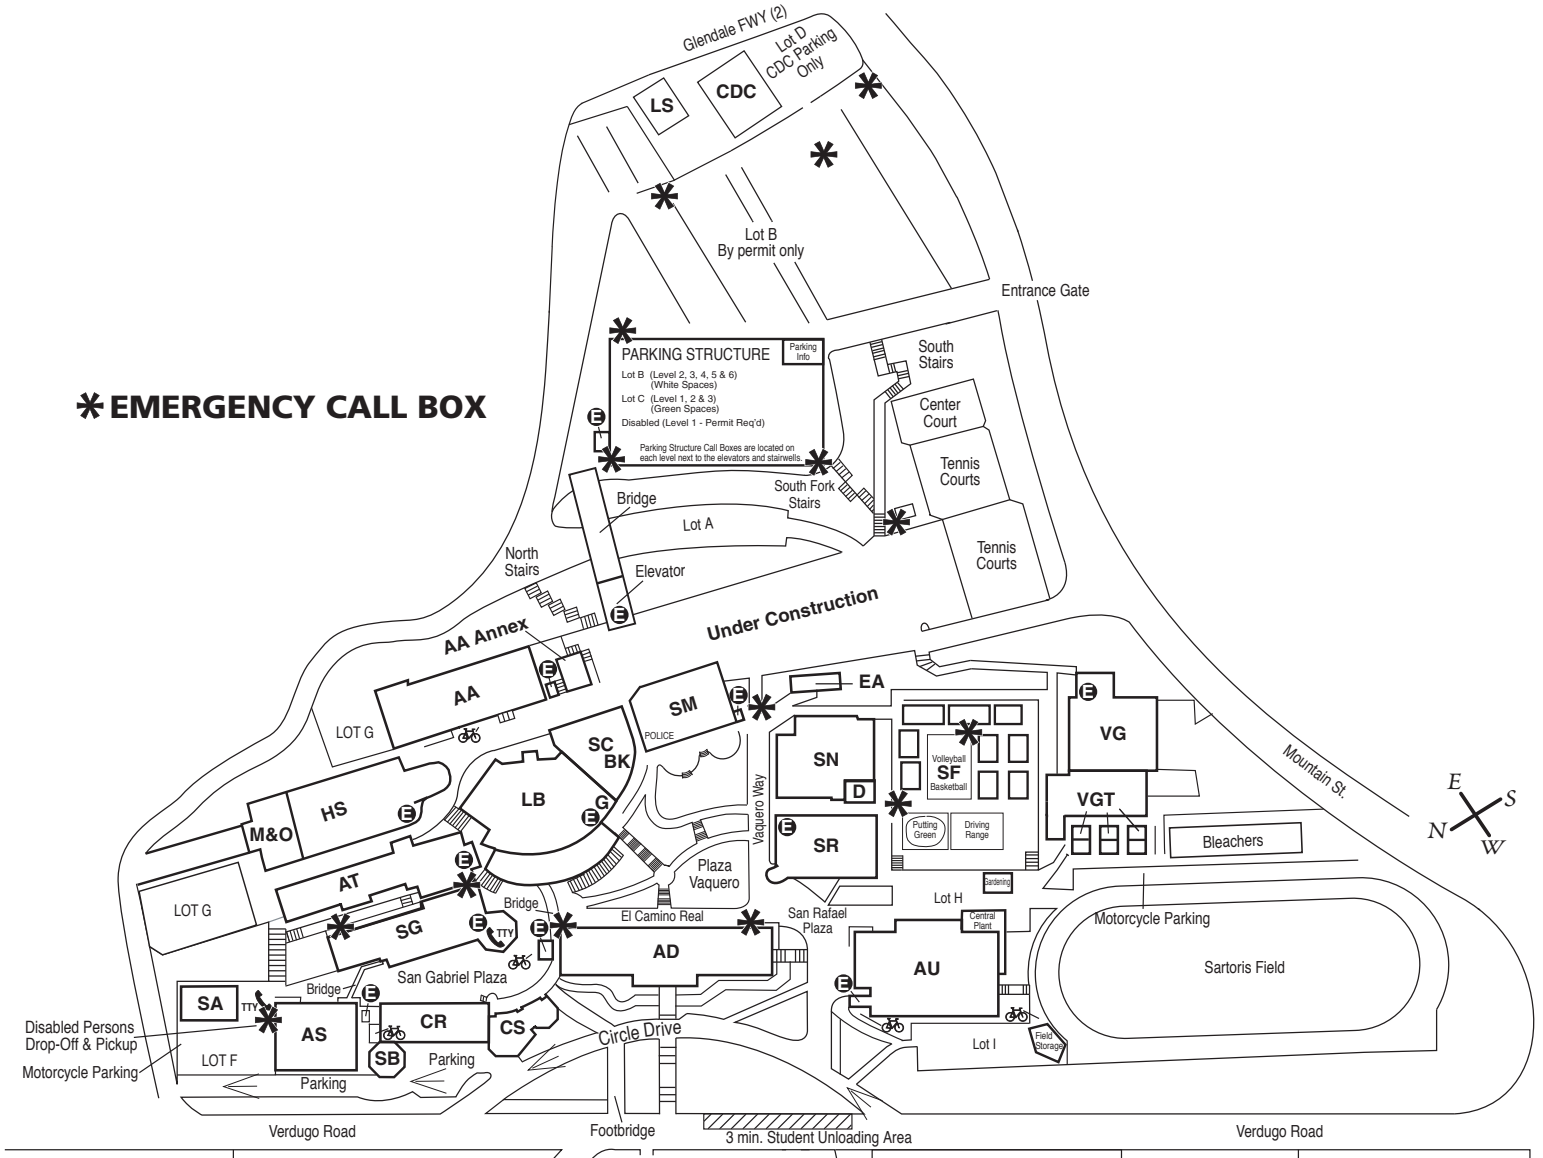 Glendale FWY (2)
Lot D
CDC Parking
Only
LS
CDC
Lot B
By permit only
Entrance Gate
PARKING STRUCTURE
Parking
Info
Lot B (Level 2, 3, 4, 5 & 6)
(White Spaces)
Lot C (Level 1, 2 & 3)
(Green Spaces)
Disabled (Level 1 - Permit Req'd)
Parking Structure Call Boxes are located on
each level next to the elevators and stairwells.
E
South
Stairs
Center
Court
EMERGENCY CALL BOX
Tennis
Courts
South Fork
Stairs
Bridge
Lot A
Tennis
Courts
North
Stairs
Elevator
E
Under Construction
AA Annex
AA
E
SM
E
POLICE
EA
E
VG
LOT G
SC
BK
SN
D
Volleyball
SF
Basketball
Mountain St.
E
S
N
W
HS
E
M&O
LB
G
E
Vaquero Way
VGT
E
SR
Putting
Green
Driving
Range
Bleachers
AT
E
Plaza
Vaquero
Gardening
LOT G
Bridge
El Camino Real
San Rafael
Plaza
Lot H
Central
Plant
Motorcycle Parking
SG
E
TTY
E
AD
AU
Sartoris Field
San Gabriel Plaza
Bridge
E
E
SA
TTY
AS
CR
CS
Circle Drive
Disabled Persons
Drop-Off & Pickup
LOT F
SB
Parking
Lot I
Field
Storage
Motorcycle Parking
Parking
Verdugo Road
Footbridge
3 min. Student Unloading Area
Verdugo Road